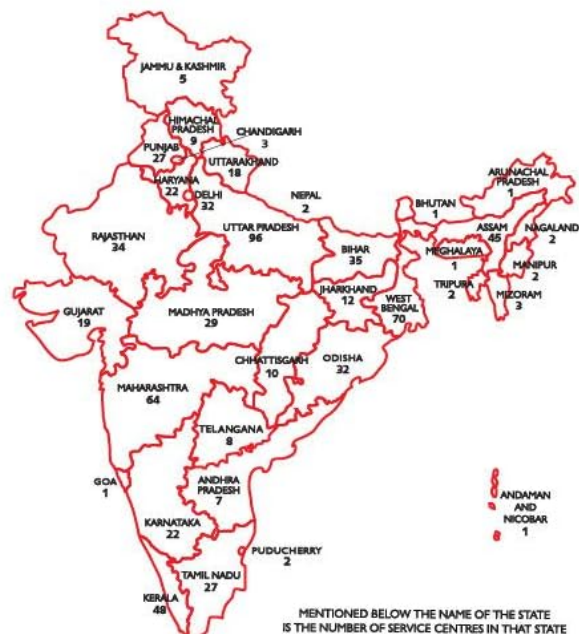 JAMMU & KASHMIR
5
HIMACHAL
PRADESH
9
CHANDIGARH
3
PUNJAB
27
UTTARAKHAND
18
HARYANA
22
DELHI
32
NEPAL
2
ARUNACHAL
PRADESH
1
BHUTAN
1
ASSAM
45
NAGALAND
2
RAJASTHAN
34
UTTAR PRADESH
96
BIHAR
35
MEGHALAYA
1
MANIPUR
2
TRIPURA
2
MIZORAM
3
GUJARAT
19
MADHYA PRADESH
29
JHARKHAND
12
WEST
BENGAL
70
CHHATTISGARH
10
ODISHA
32
MAHARASHTRA
64
TELANGANA
8
GOA
1
ANDHRA
PRADESH
7
ANDAMAN
AND
NICOBAR
1
KARNATAKA
22
PUDUCHERRY
2
TAMIL NADU
27
KERALA
48
MENTIONED BELOW THE NAME OF THE STATE
IS THE NUMBER OF SERVICE CENTRES IN THAT STATE